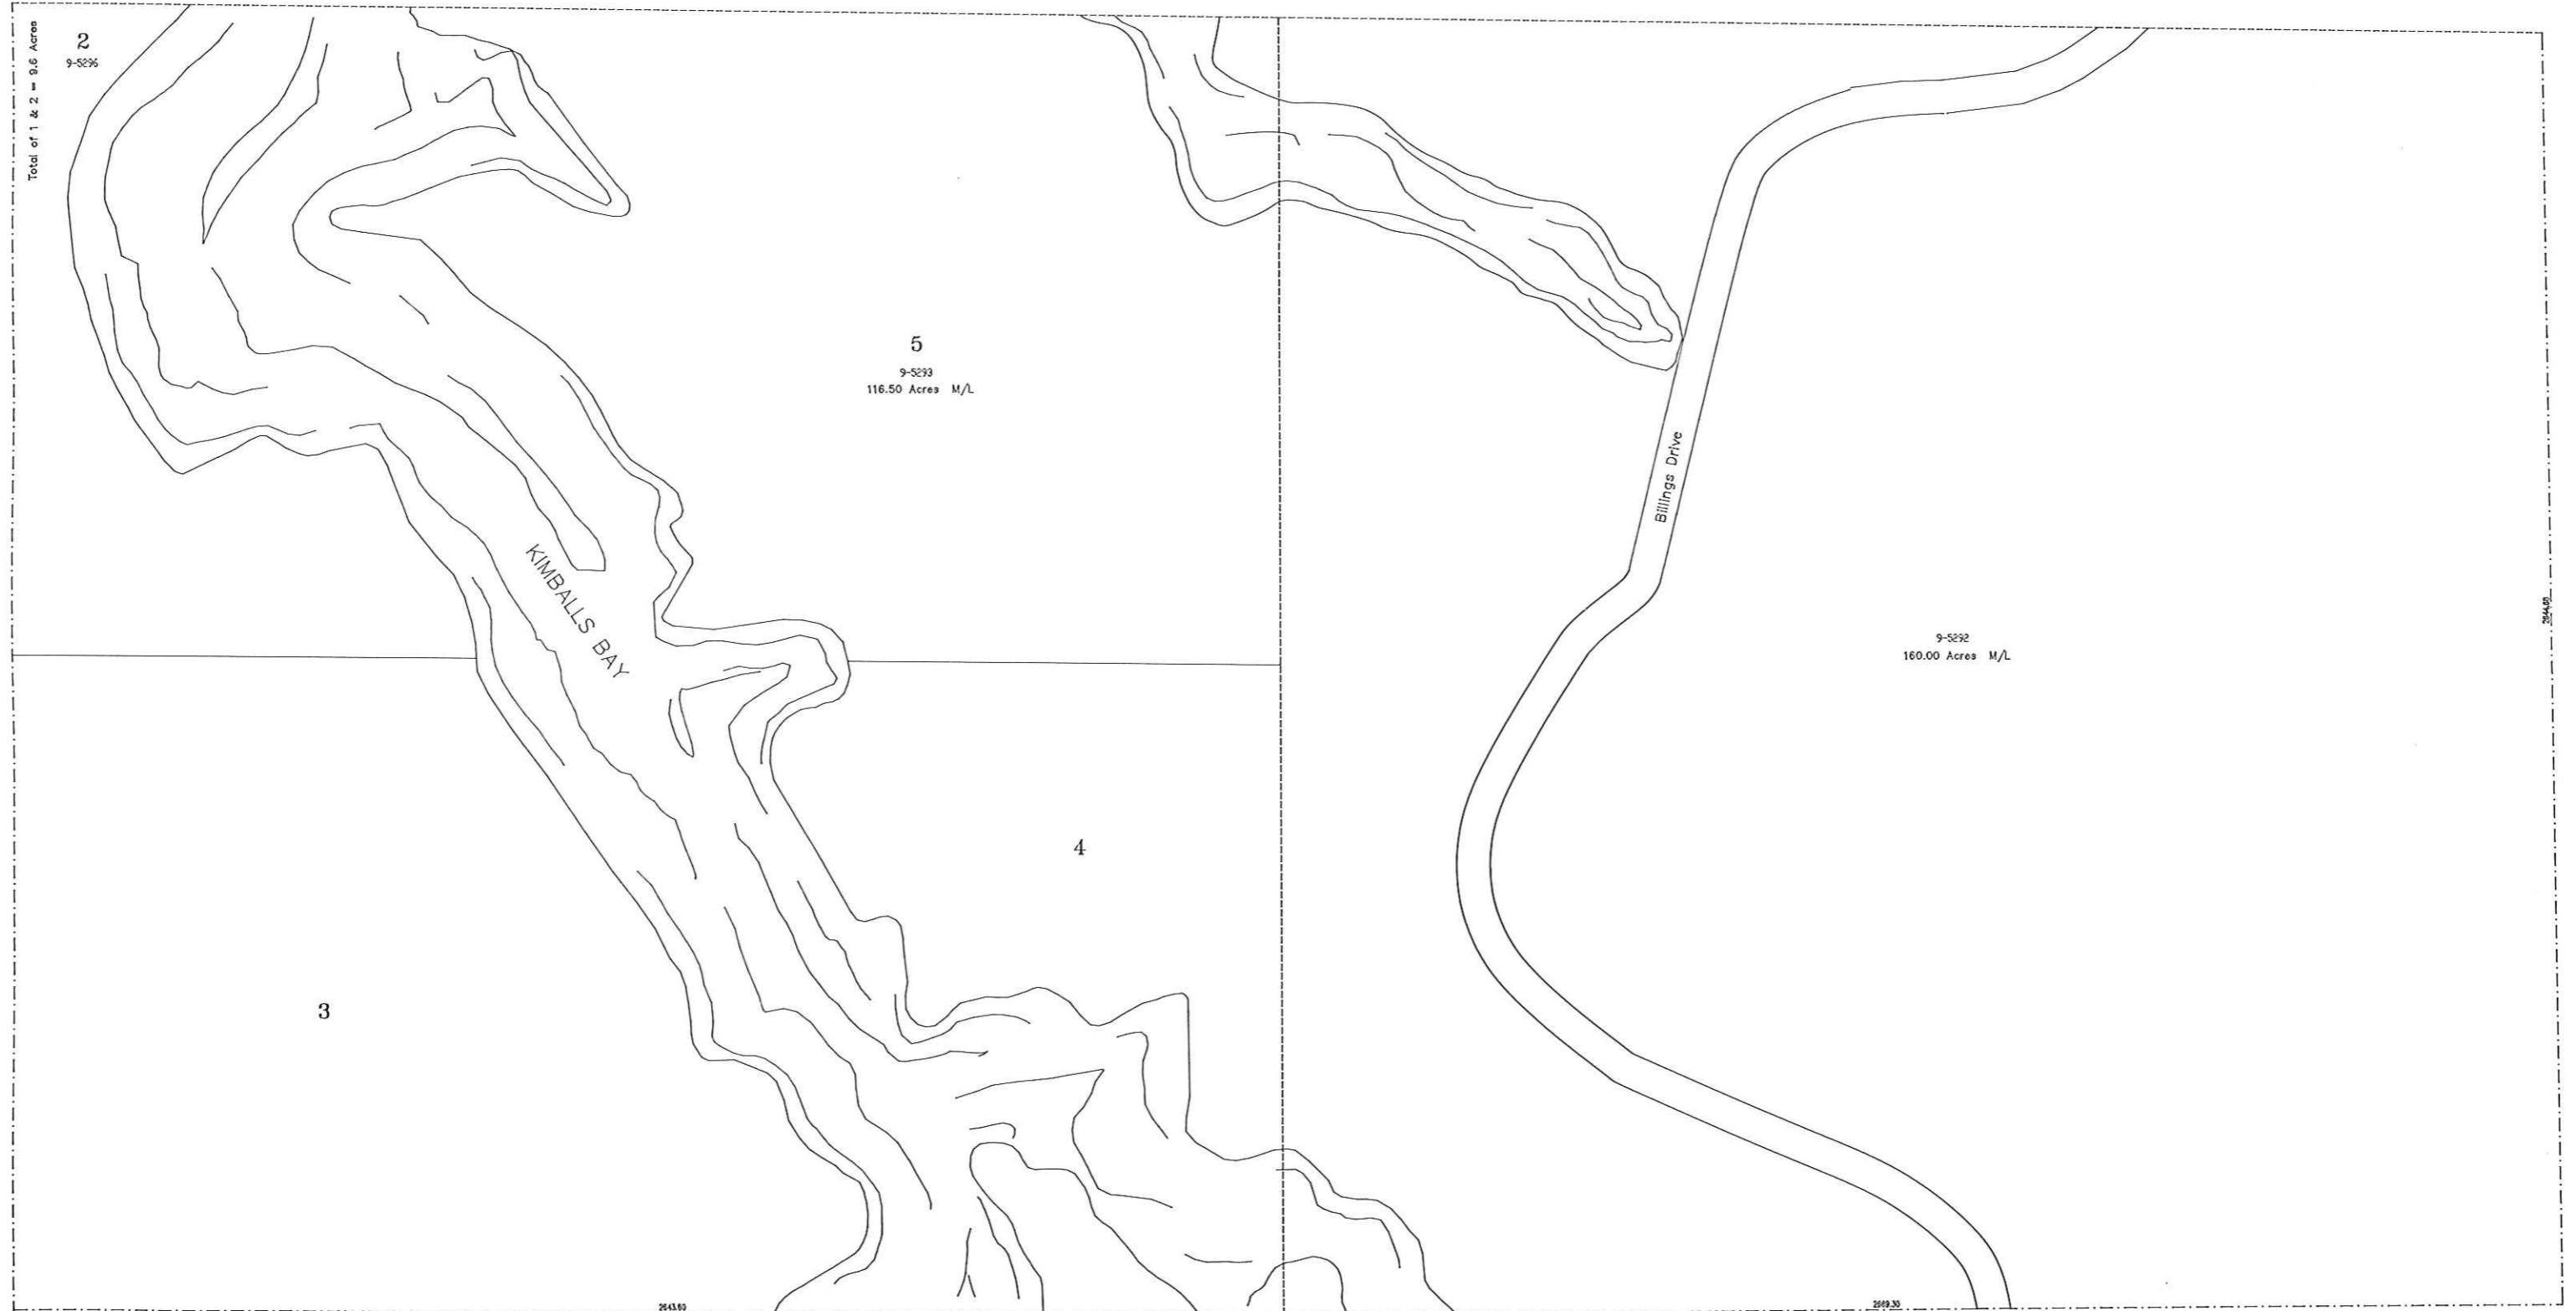 Total of 1 & 2 = 9.6 Acres
2
9-5296
5
9-5293
116.50 Acres M/L
Billings Drive
KIMBALLS BAY
9-5292
160.00 Acres M/L
4
3
2643.60
2669.30